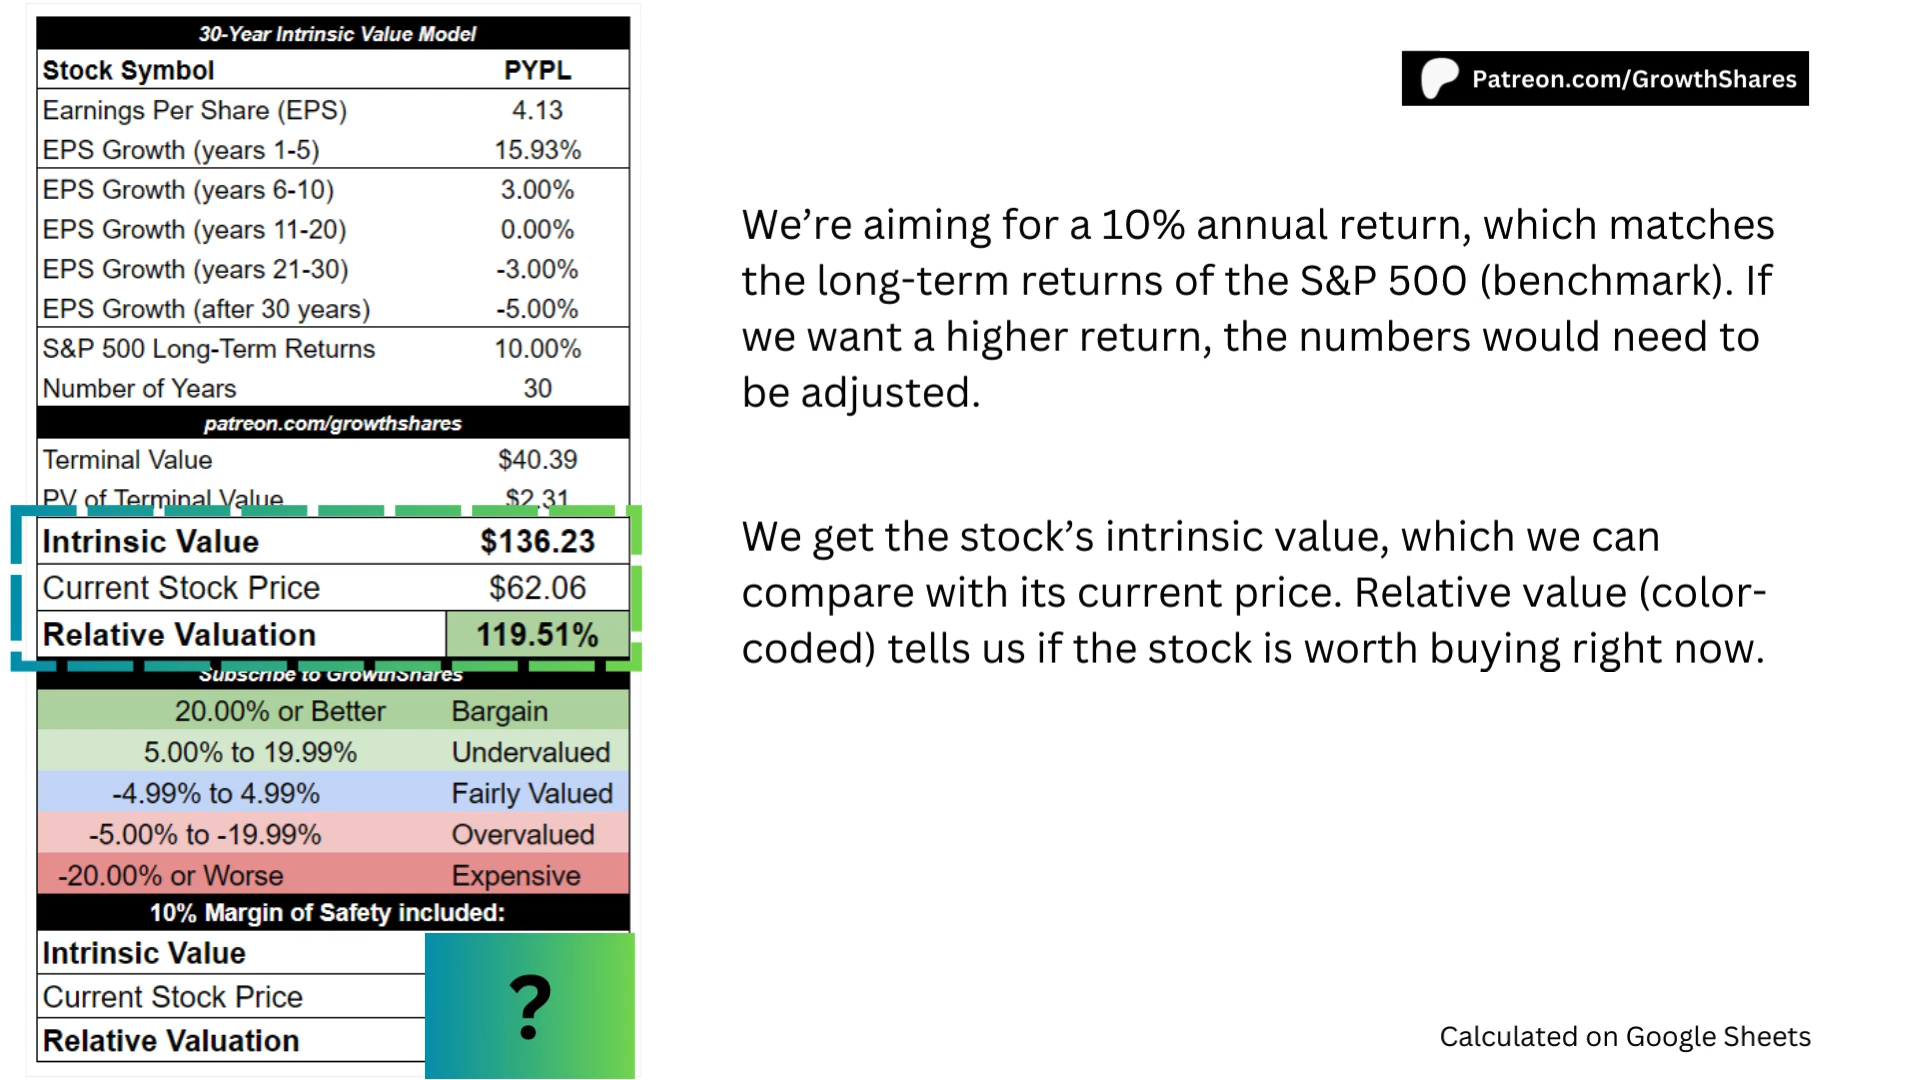 30-Year Intrinsic Value Model
Stock Symbol PYPL
Earnings Per Share (EPS) 4.13
EPS Growth (years 1-5) 15.93%
EPS Growth (years 6-10) 3.00%
EPS Growth (years 11-20) 0.00%
EPS Growth (years 21-30) -3.00%
EPS Growth (after 30 years) -5.00%
S&P 500 Long-Term Returns 10.00%
Number of Years 30
patreon.com/growthshares
Terminal Value $40.39
PV of Terminal Value $2.31
Intrinsic Value $136.23
Current Stock Price $62.06
Relative Valuation 119.51%
Subscribe to GrowthShares
20.00% or Better Bargain
5.00% to 19.99% Undervalued
-4.99% to 4.99% Fairly Valued
-5.00% to -19.99% Overvalued
-20.00% or Worse Expensive
10% Margin of Safety included:
Intrinsic Value
Current Stock Price
Relative Valuation
?
Patreon.com/GrowthShares
We’re aiming for a 10% annual return, which matches
the long-term returns of the S&P 500 (benchmark). If
we want a higher return, the numbers would need to
be adjusted.
We get the stock’s intrinsic value, which we can
compare with its current price. Relative value (color-
coded) tells us if the stock is worth buying right now.
Calculated on Google Sheets